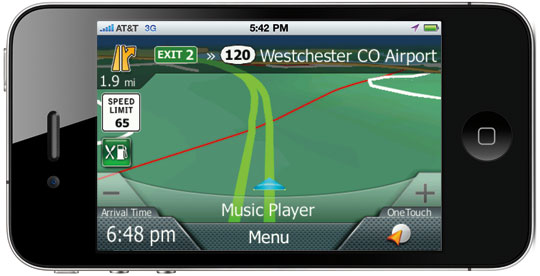 AT&T 3G 5:42 PM
EXIT 2 » 120 Westchester CO Airport
1.9 mi
SPEED
LIMIT
65
Music Player
Arrival Time
OneTouch
6:48 pm
Menu